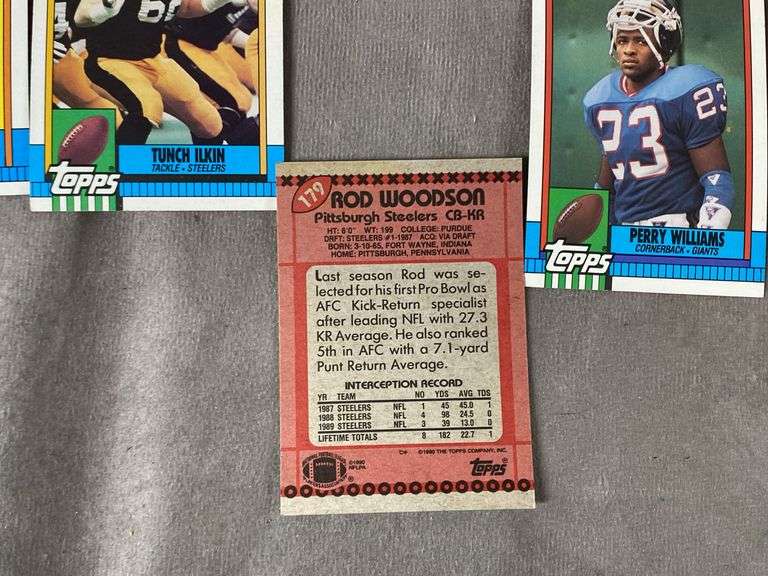 TUNCH ILKIN
TACKLE • STEELERS
topps
23
23
PERRY WILLIAMS
CORNERBACK • GIANTS
topps
179
ROD WOODSON
Pittsburgh Steelers CB-KR
HT: 6'0" WT: 199 COLLEGE: PURDUE
DRFT: STEELERS #1-1987 ACQ: VIA DRAFT
BORN: 3-10-65, FORT WAYNE, INDIANA
HOME: PITTSBURGH, PENNSYLVANIA
Last season Rod was se-
lected for his first Pro Bowl as
AFC Kick-Return specialist
after leading NFL with 27.3
KR Average. He also ranked
5th in AFC with a 7.1-yard
Punt Return Average.
INTERCEPTION RECORD
YR TEAM NO YDS AVG TDS
1987 STEELERS NFL 1 45 45.0 1
1988 STEELERS NFL 4 98 24.5 0
1989 STEELERS NFL 3 39 13.0 0
LIFETIME TOTALS 8 182 22.7 1
©1990 THE TOPPS COMPANY, INC.
©1990
NFLPA
topps®